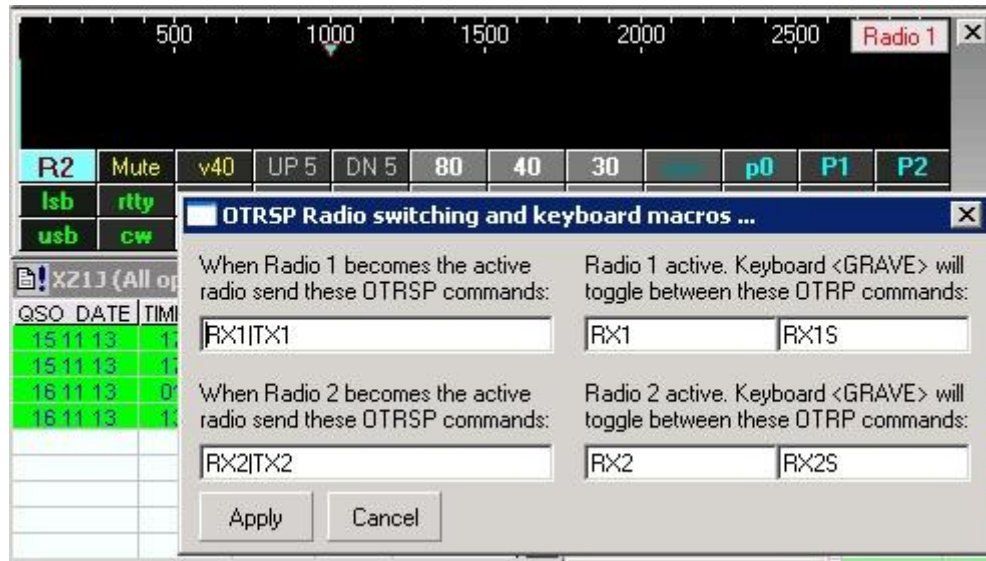 500 1000 1500 2000 2500 Radio 1
R2 Mute v40 UP 5 DN 5 80 40 30 p0 P1 P2
lsb rtty
usb cw
OTRSP Radio switching and keyboard macros ...
When Radio 1 becomes the active
radio send these OTRSP commands:
RX1|TX1
Radio 1 active. Keyboard <GRAVE> will
toggle between these OTRP commands:
RX1 RX1S
When Radio 2 becomes the active
radio send these OTRSP commands:
RX2|TX2
Radio 2 active. Keyboard <GRAVE> will
toggle between these OTRP commands:
RX2 RX2S
Apply Cancel
XZ1J (All op
QSO_DATE TIM
15 11 13 17
15 11 13 17
16 11 13 0
16 11 13 13